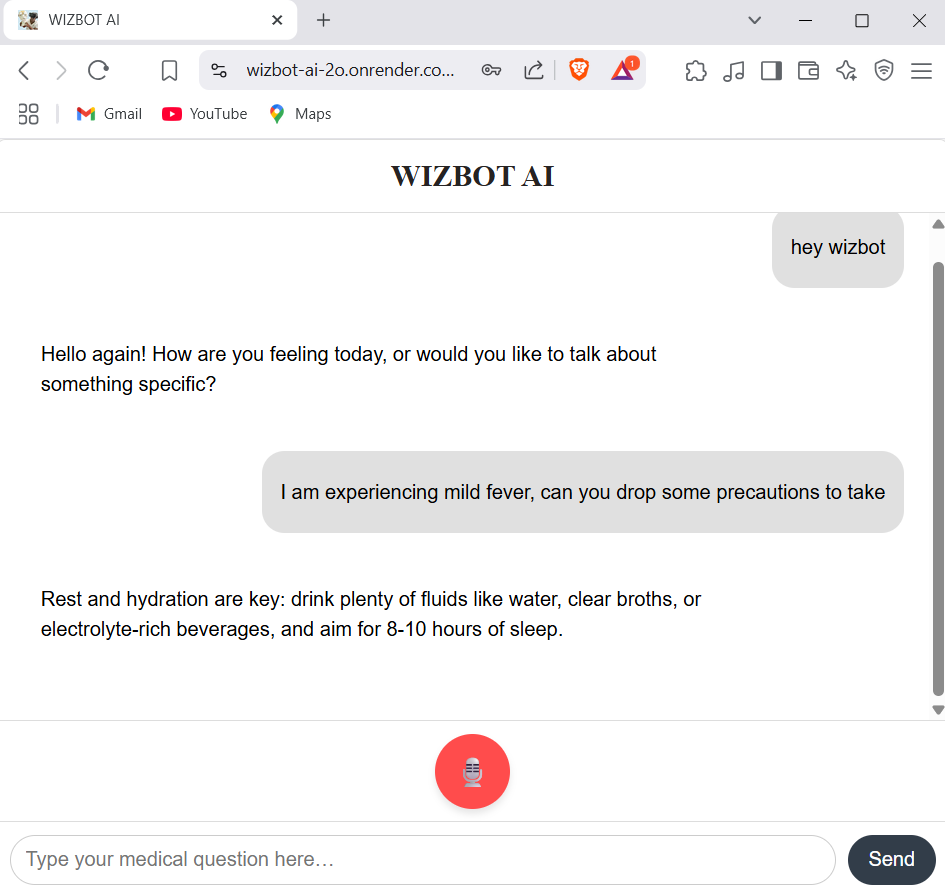 WIZBOT AI
wizbot-ai-2o.onrender.co...
1
Gmail YouTube Maps
WIZBOT AI
hey wizbot
Hello again! How are you feeling today, or would you like to talk about
something specific?
I am experiencing mild fever, can you drop some precautions to take
Rest and hydration are key: drink plenty of fluids like water, clear broths, or
electrolyte-rich beverages, and aim for 8-10 hours of sleep.
Type your medical question here…
Send